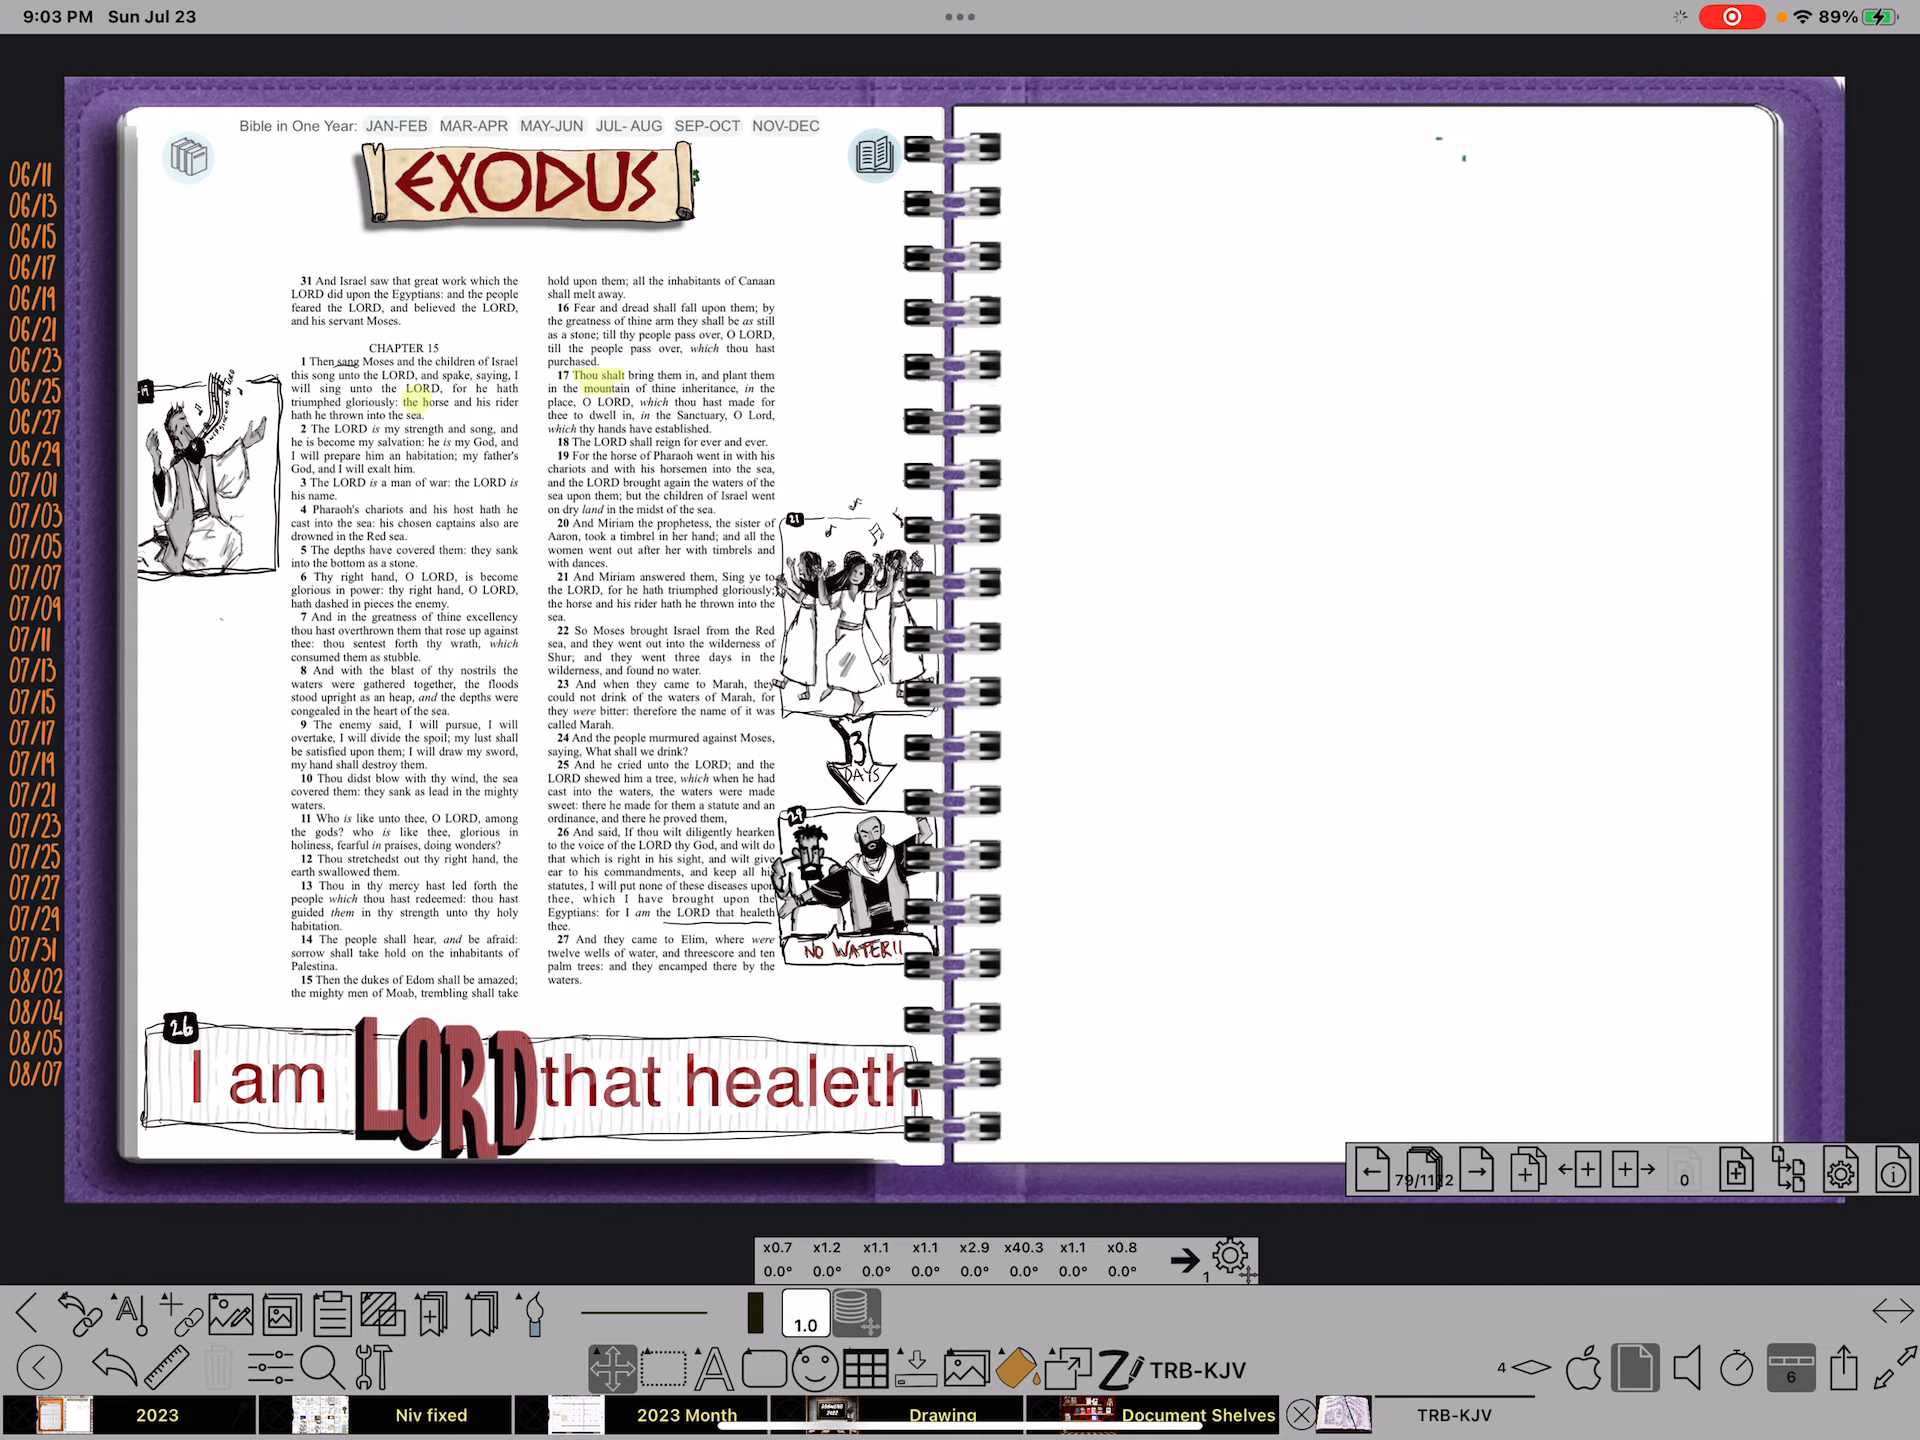 9:03 PM Sun Jul 23
89%
Bible in One Year: JAN-FEB MAR-APR MAY-JUN JUL- AUG SEP-OCT NOV-DEC
EXODUS
06/11
06/13
06/15
06/17
06/19
06/21
06/23
06/25
06/27
06/29
07/01
07/03
07/05
07/07
07/09
07/11
07/13
07/15
07/17
07/19
07/21
07/23
07/25
07/27
07/29
07/31
08/02
08/04
08/05
08/07
31 And Israel saw that great work which the
LORD did upon the Egyptians: and the people
feared the LORD, and believed the LORD,
and his servant Moses.
CHAPTER 15
1 Then sang Moses and the children of Israel
this song unto the LORD, and spake, saying, I
will sing unto the LORD, for he hath
triumphed gloriously: the horse and his rider
hath he thrown into the sea.
2 The LORD is my strength and song, and
he is become my salvation: he is my God, and
I will prepare him an habitation; my father's
God, and I will exalt him.
3 The LORD is a man of war: the LORD is
his name.
4 Pharaoh's chariots and his host hath he
cast into the sea: his chosen captains also are
drowned in the Red sea.
5 The depths have covered them: they sank
into the bottom as a stone.
6 Thy right hand, O LORD, is become
glorious in power: thy right hand, O LORD,
hath dashed in pieces the enemy.
7 And in the greatness of thine excellency
thou hast overthrown them that rose up against
thee: thou sentest forth thy wrath, which
consumed them as stubble.
8 And with the blast of thy nostrils the
waters were gathered together, the floods
stood upright as an heap, and the depths were
congealed in the heart of the sea.
9 The enemy said, I will pursue, I will
overtake, I will divide the spoil; my lust shall
be satisfied upon them; I will draw my sword,
my hand shall destroy them.
10 Thou didst blow with thy wind, the sea
covered them: they sank as lead in the mighty
waters.
11 Who is like unto thee, O LORD, among
the gods? who is like thee, glorious in
holiness, fearful in praises, doing wonders?
12 Thou stretchedst out thy right hand, the
earth swallowed them.
13 Thou in thy mercy hast led forth the
people which thou hast redeemed: thou hast
guided them in thy strength unto thy holy
habitation.
14 The people shall hear, and be afraid:
sorrow shall take hold on the inhabitants of
Palestina.
15 Then the dukes of Edom shall be amazed;
the mighty men of Moab, trembling shall take
hold upon them; all the inhabitants of Canaan
shall melt away.
16 Fear and dread shall fall upon them; by
the greatness of thine arm they shall be as still
as a stone; till thy people pass over, O LORD,
till the people pass over, which thou hast
purchased.
17 Thou shalt bring them in, and plant them
in the mountain of thine inheritance, in the
place, O LORD, which thou hast made for
thee to dwell in, in the Sanctuary, O Lord,
which thy hands have established.
18 The LORD shall reign for ever and ever.
19 For the horse of Pharaoh went in with his
chariots and with his horsemen into the sea,
and the LORD brought again the waters of the
sea upon them; but the children of Israel went
on dry land in the midst of the sea.
20 And Miriam the prophetess, the sister of
Aaron, took a timbrel in her hand; and all the
women went out after her with timbrels and
with dances.
21 And Miriam answered them, Sing ye to
the LORD, for he hath triumphed gloriously;
the horse and his rider hath he thrown into the
sea.
22 So Moses brought Israel from the Red
sea, and they went out into the wilderness of
Shur; and they went three days in the
wilderness, and found no water.
23 And when they came to Marah, they
could not drink of the waters of Marah, for
they were bitter: therefore the name of it was
called Marah.
24 And the people murmured against Moses,
saying, What shall we drink?
25 And he cried unto the LORD; and the
LORD shewed him a tree, which when he had
cast into the waters, the waters were made
sweet: there he made for them a statute and an
ordinance, and there he proved them,
26 And said, If thou wilt diligently hearken
to the voice of the LORD thy God, and wilt do
that which is right in his sight, and wilt give
ear to his commandments, and keep all his
statutes, I will put none of these diseases upon
thee, which I have brought upon the
Egyptians: for I am the LORD that healeth
thee.
27 And they came to Elim, where were
twelve wells of water, and threescore and ten
palm trees: and they encamped there by the
waters.
21
3
DAYS
24
NO WATER!!
26
I am LORD that healeth
79/1172
0
x0.7 x1.2 x1.1 x1.1 x2.9 x40.3 x1.1 x0.8
0.0° 0.0° 0.0° 0.0° 0.0° 0.0° 0.0° 0.0°
1
1.0
TRB-KJV
4
6
2023
Niv fixed
2023 Month
Drawing
Document Shelves
TRB-KJV